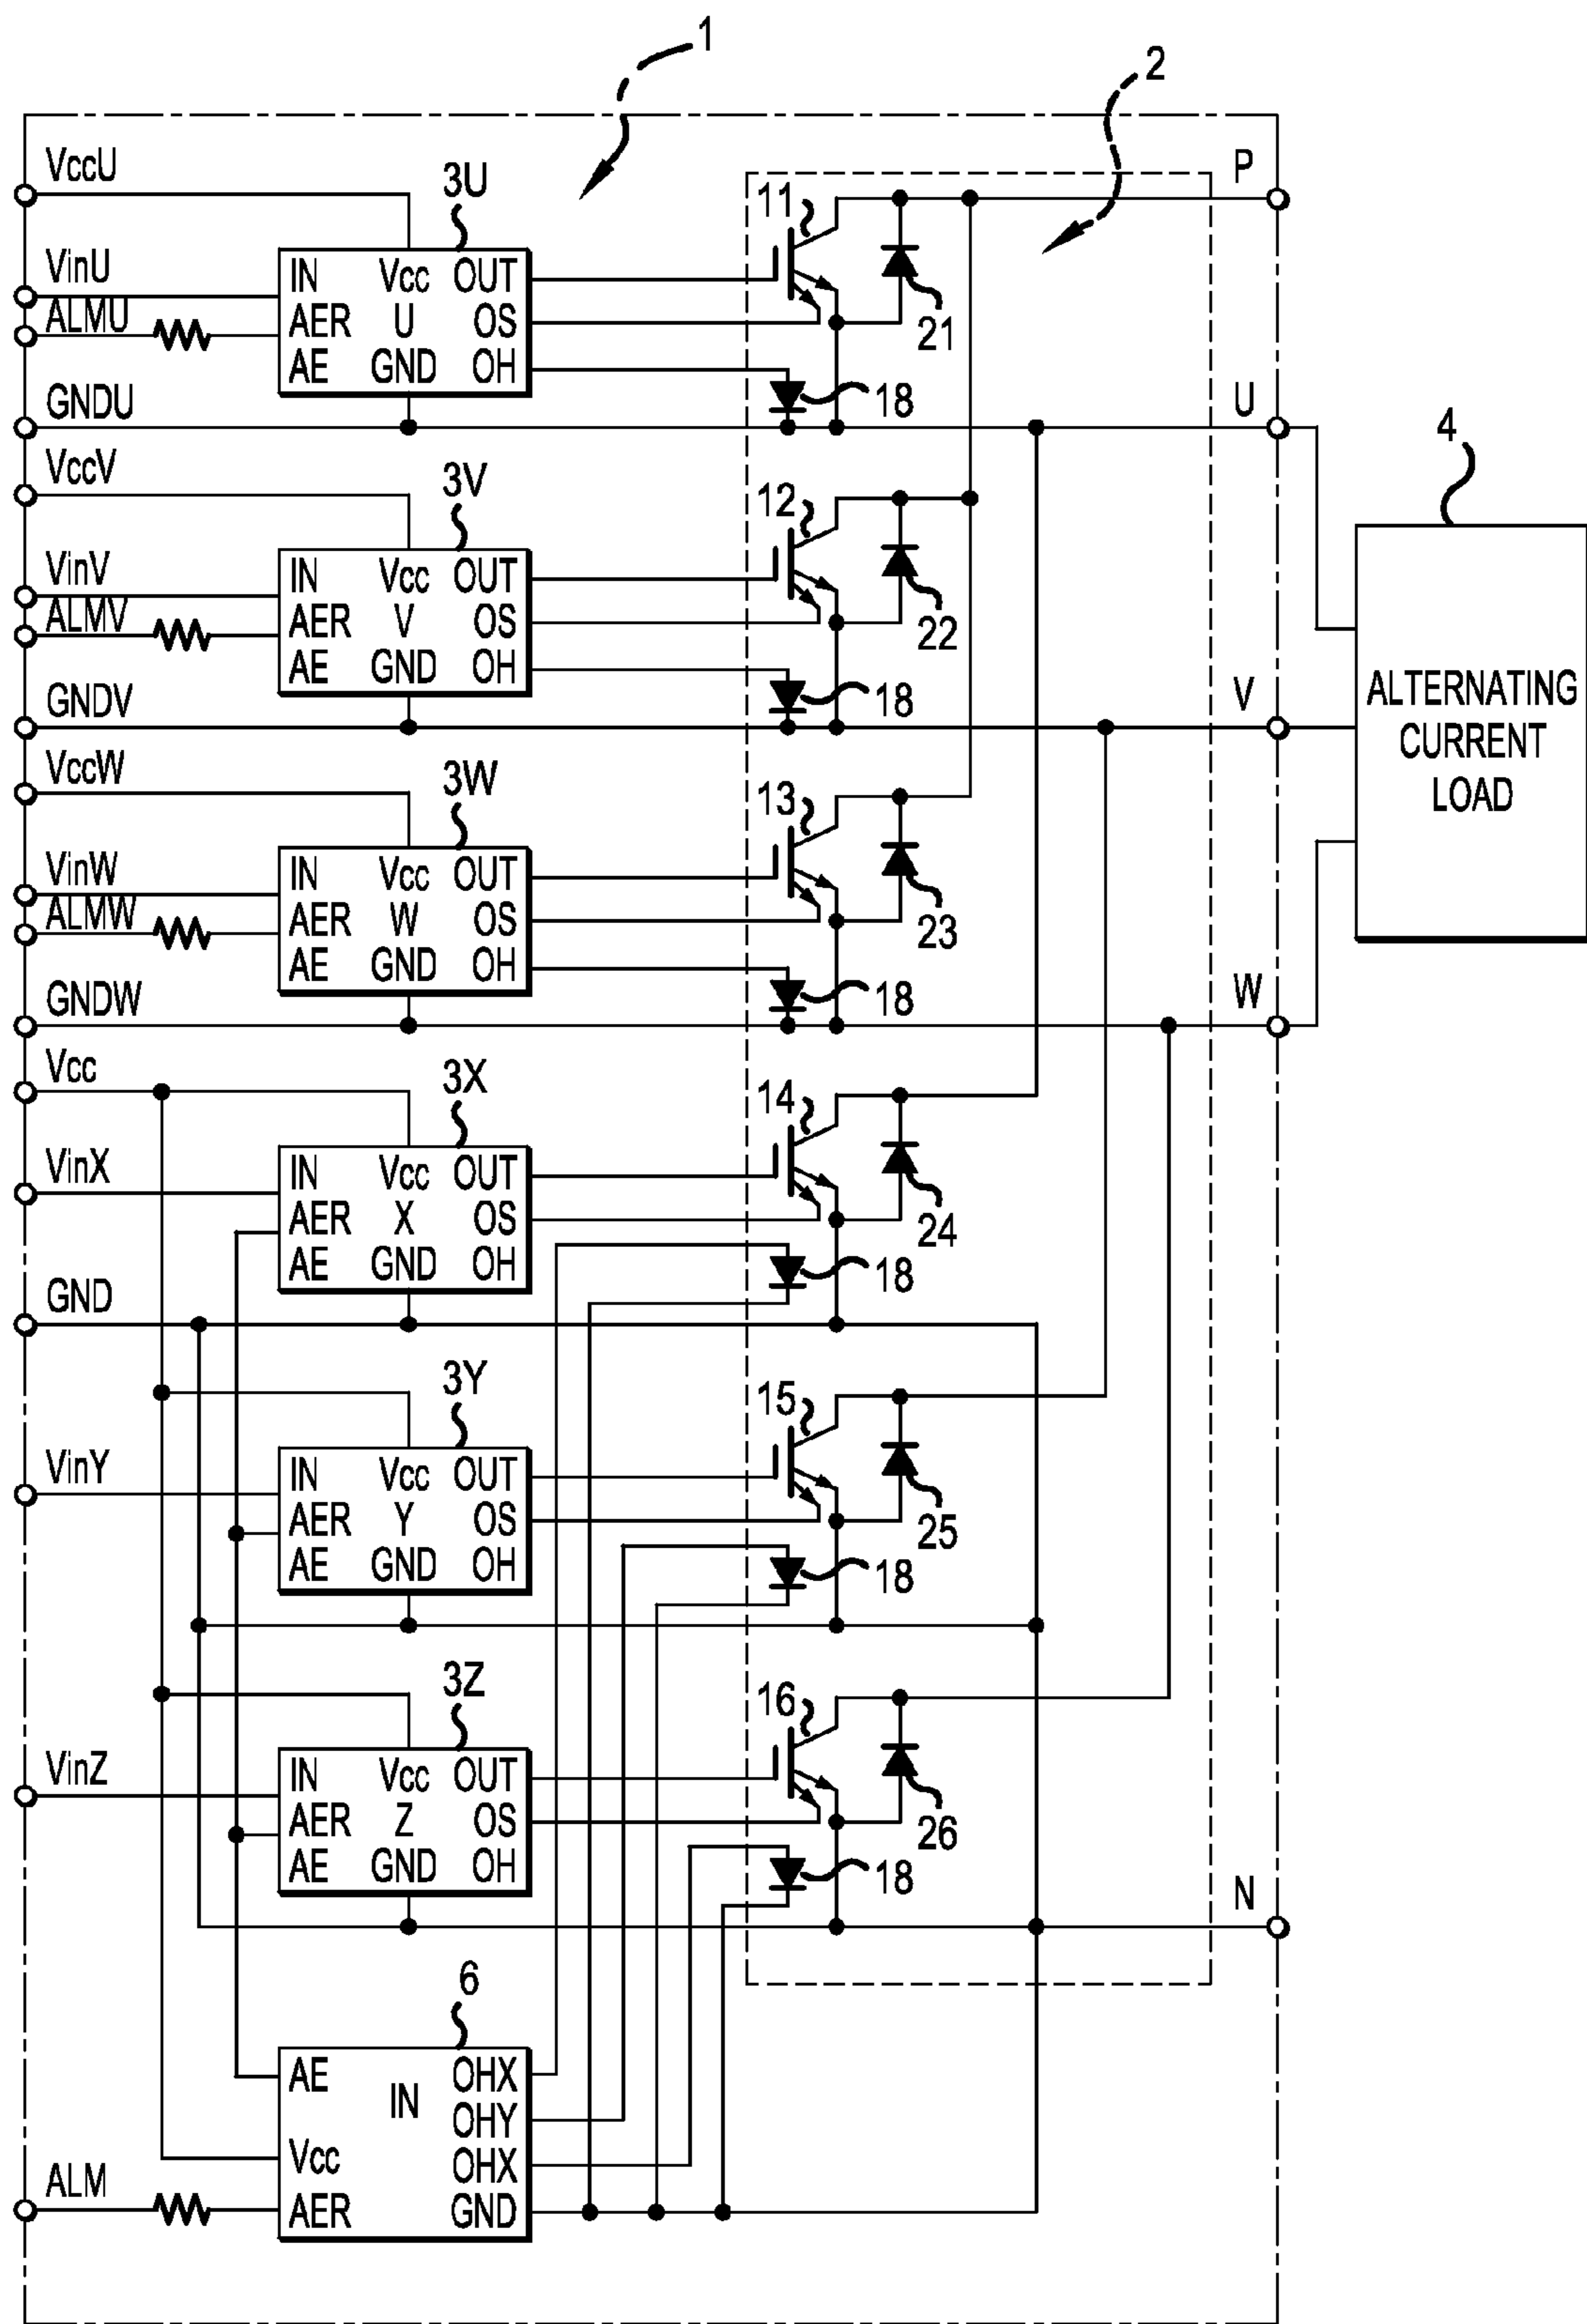 1
2
VccU
3U
11
P
VinU
IN Vcc OUT
ALMU
AER U OS
21
AE GND OH
18
GNDU
U
4
VccV
3V
12
VinV
IN Vcc OUT
ALMV
AER V OS
22
AE GND OH
18
GNDV
V
ALTERNATING
CURRENT
LOAD
VccW
3W
13
VinW
IN Vcc OUT
ALMW
AER W OS
23
AE GND OH
18
GNDW
W
Vcc
3X
14
VinX
IN Vcc OUT
AER X OS
24
AE GND OH
18
GND
3Y
15
VinY
IN Vcc OUT
AER Y OS
25
AE GND OH
18
3Z
16
VinZ
IN Vcc OUT
AER Z OS
26
AE GND OH
18
N
6
AE IN OHX
OHY
Vcc OHX
ALM
AER GND